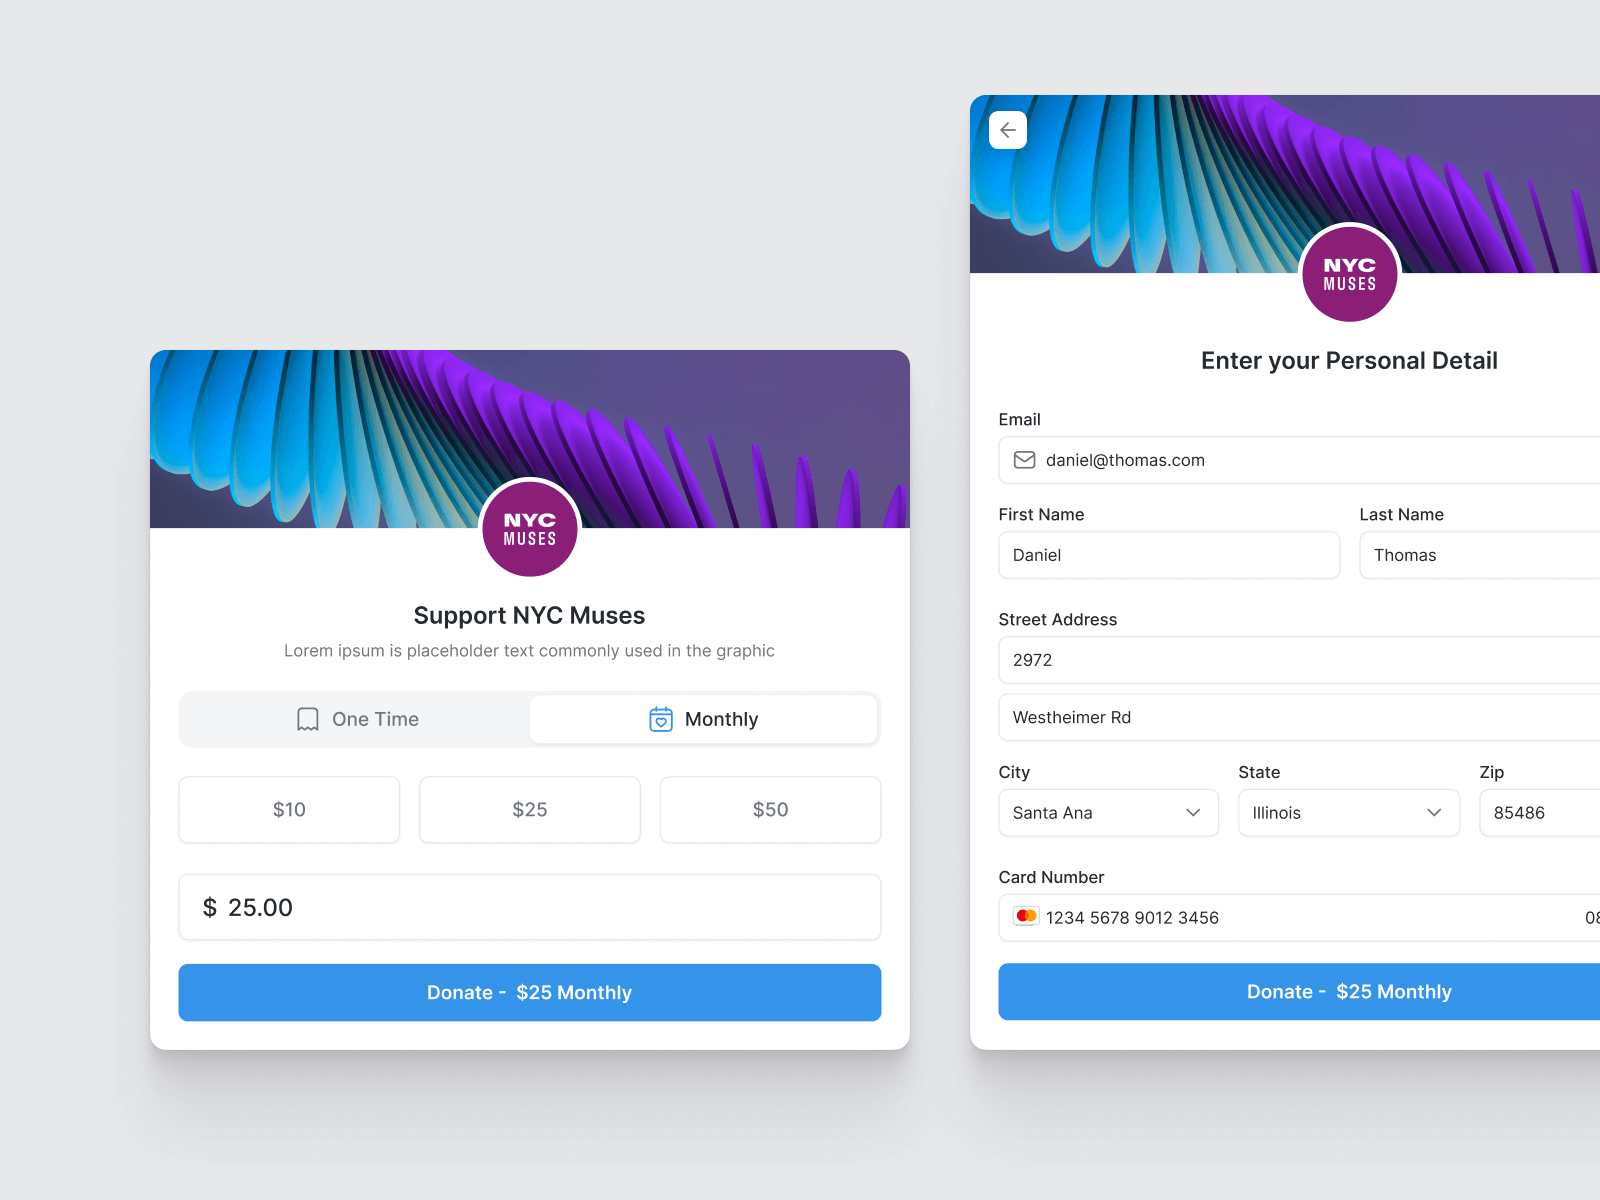 NYC
MUSES
Support NYC Muses
Lorem ipsum is placeholder text commonly used in the graphic
One Time
Monthly
$10
$25
$50
$ 25.00
Donate - $25 Monthly
NYC
MUSES
Enter your Personal Detail
Email
daniel@thomas.com
First Name
Last Name
Daniel
Thomas
Street Address
2972
Westheimer Rd
City
State
Zip
Santa Ana
Illinois
85486
Card Number
1234 5678 9012 3456
Donate - $25 Monthly